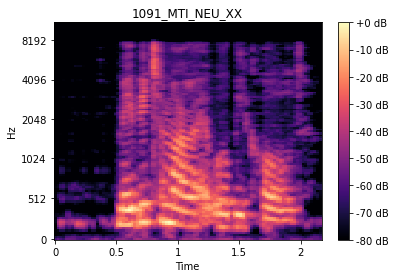 1091_MTI_NEU_XX
Hz
8192
4096
2048
1024
512
0
0
0.5
1
1.5
2
Time
+0 dB
-10 dB
-20 dB
-30 dB
-40 dB
-50 dB
-60 dB
-70 dB
-80 dB